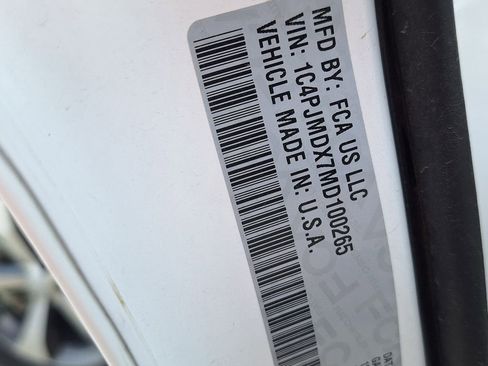 MFD BY: FCA US LLC
VIN: 1C4PJMDX7MD100265
VEHICLE MADE IN: U.S.A.